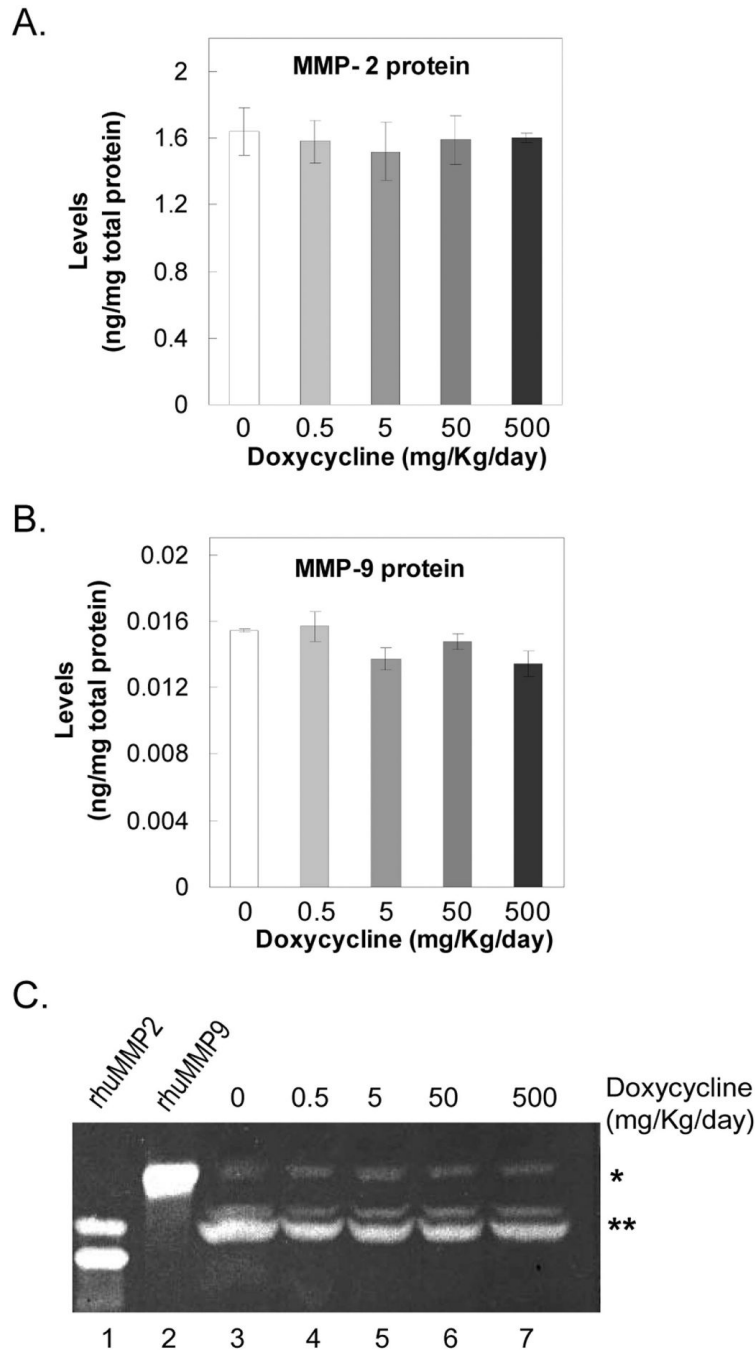 A.
MMP- 2 protein
Levels
(ng/mg total protein)
2
1.6
1.2
0.8
0.4
0
0 0.5 5 50 500
Doxycycline (mg/Kg/day)
B.
MMP-9 protein
Levels
(ng/mg total protein)
0.02
0.016
0.012
0.008
0.004
0
0 0.5 5 50 500
Doxycycline (mg/Kg/day)
C.
rhuMMP2
rhuMMP9
0 0.5 5 50 500
Doxycycline
(mg/Kg/day)
*
**
1 2 3 4 5 6 7